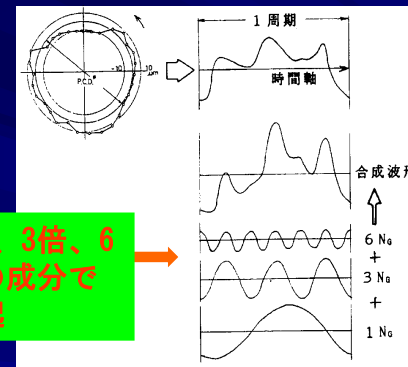 1周期
-10
10
μm
P.C.D.
時間軸
合成波形
、3倍、6
の成分で
6 NG
+
3 NG
+
1 NG